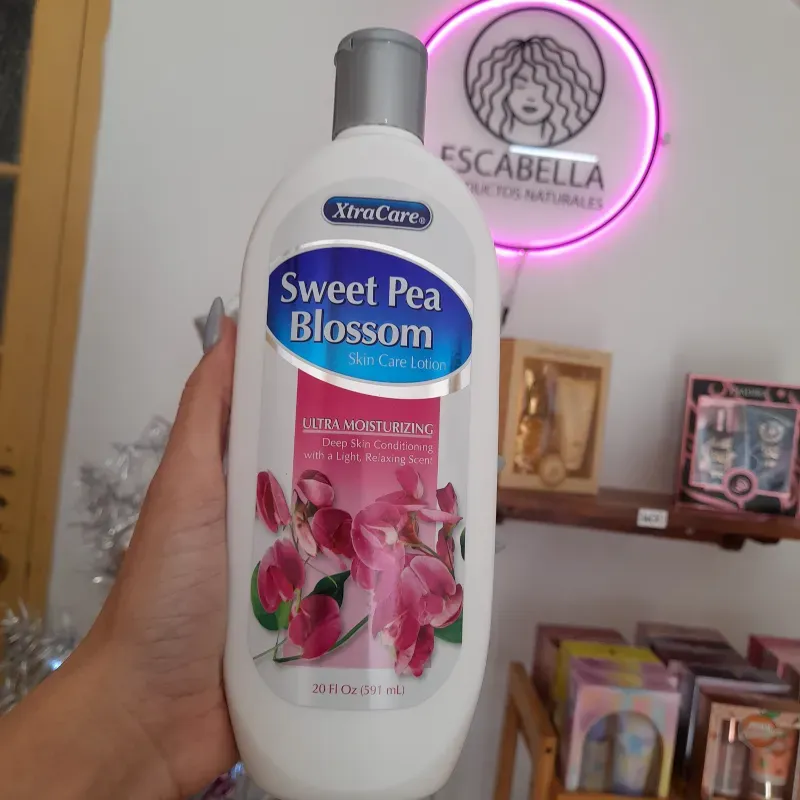 ESCABELLA
PRODUCTOS NATURALES
XtraCare®
Sweet Pea
Blossom
Skin Care Lotion
ULTRA MOISTURIZING
Deep Skin Conditioning
with a Light, Relaxing Scent
20 Fl Oz (591 mL)